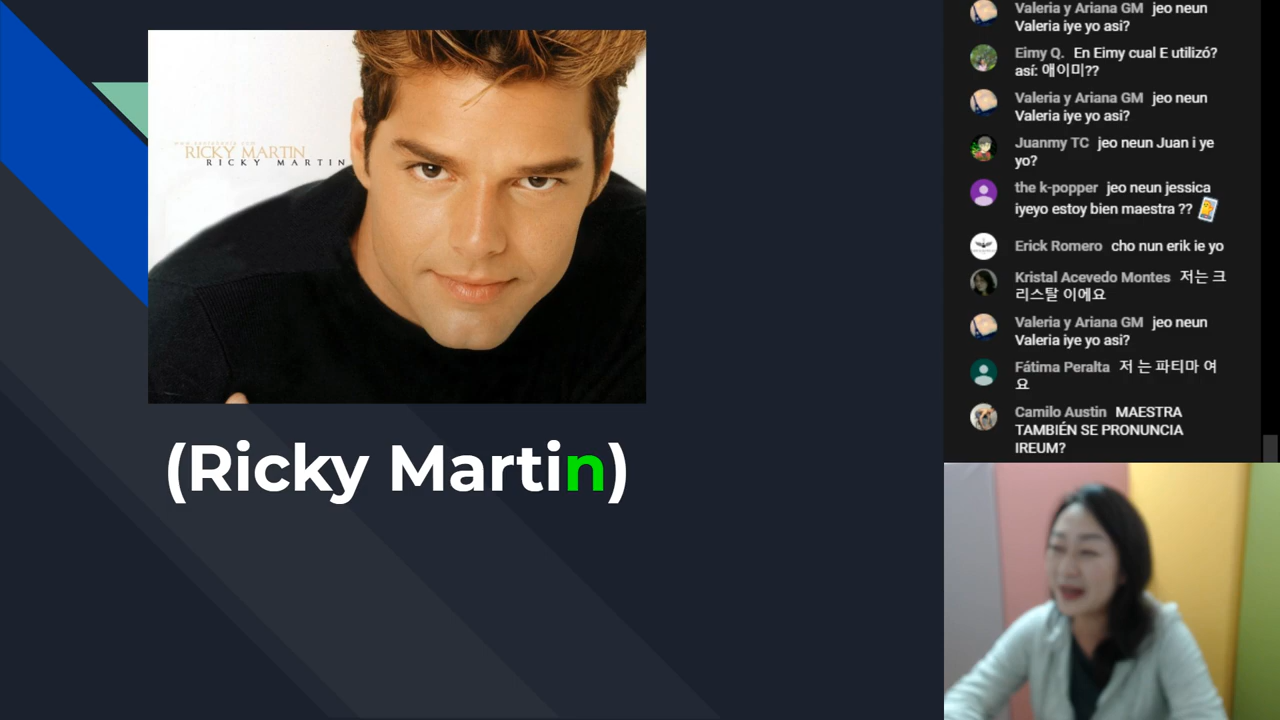 RICKY MARTIN
RICKY MARTIN
(Ricky Martin)
Valeria y Ariana GM jeo neun
Valeria iye yo asi?
Eimy Q. En Eimy cual E utilizó?
así: 애이미??
Valeria y Ariana GM jeo neun
Valeria iye yo asi?
Juanmy TC jeo neun Juan i ye
yo?
the k-popper jeo neun jessica
iyeyo estoy bien maestra ??
Erick Romero cho nun erik ie yo
Kristal Acevedo Montes 저는 크
리스탈 이에요
Valeria y Ariana GM jeo neun
Valeria iye yo asi?
Fátima Peralta 저 는 파티마 여
요
Camilo Austin MAESTRA
TAMBIÉN SE PRONUNCIA
IREUM?